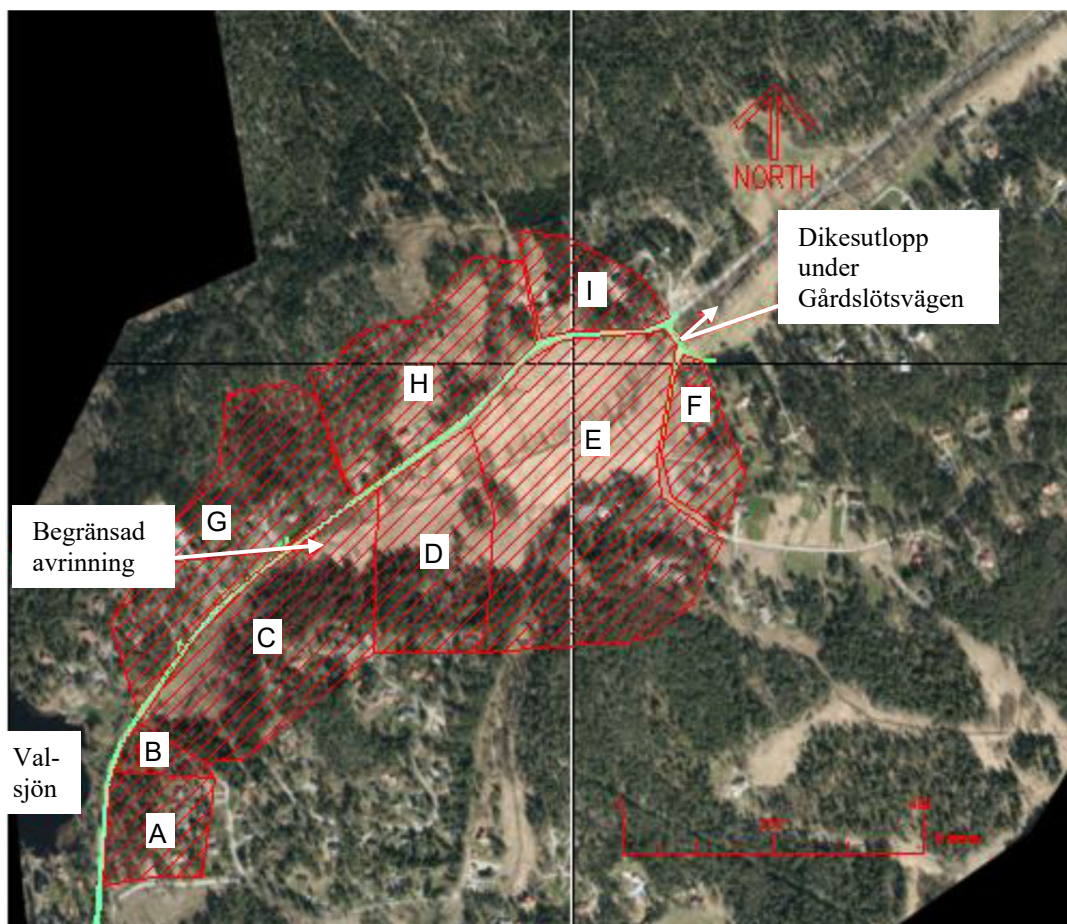 NORTH
Dikesutlopp
under
Gårdslötsvägen
I
H
F
E
G
Begränsad
avrinning
D
C
B
Val-
sjön
A